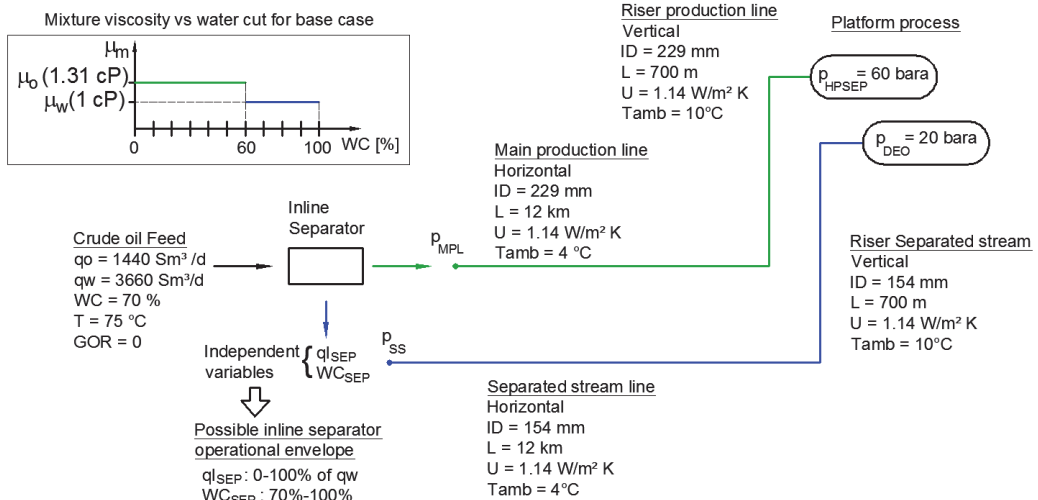 Mixture viscosity vs water cut for base case
μm
μo (1.31 cP)
μw(1 cP)
0
60
100
WC [%]
Riser production line
Vertical
ID = 229 mm
L = 700 m
U = 1.14 W/m² K
Tamb = 10°C
Platform process
pHPSEP = 60 bara
pDEO = 20 bara
Main production line
Horizontal
ID = 229 mm
L = 12 km
U = 1.14 W/m² K
Tamb = 4 °C
Inline
Separator
pMPL
Crude oil Feed
qo = 1440 Sm³ /d
qw = 3660 Sm³/d
WC = 70 %
T = 75 °C
GOR = 0
Riser Separated stream
Vertical
ID = 154 mm
L = 700 m
U = 1.14 W/m² K
Tamb = 10°C
pSS
Independent
variables
{
qlSEP
WCSEP
Separated stream line
Horizontal
ID = 154 mm
L = 12 km
U = 1.14 W/m² K
Tamb = 4°C
Possible inline separator
operational envelope
qlSEP : 0-100% of qw
WCSEP : 70%-100%